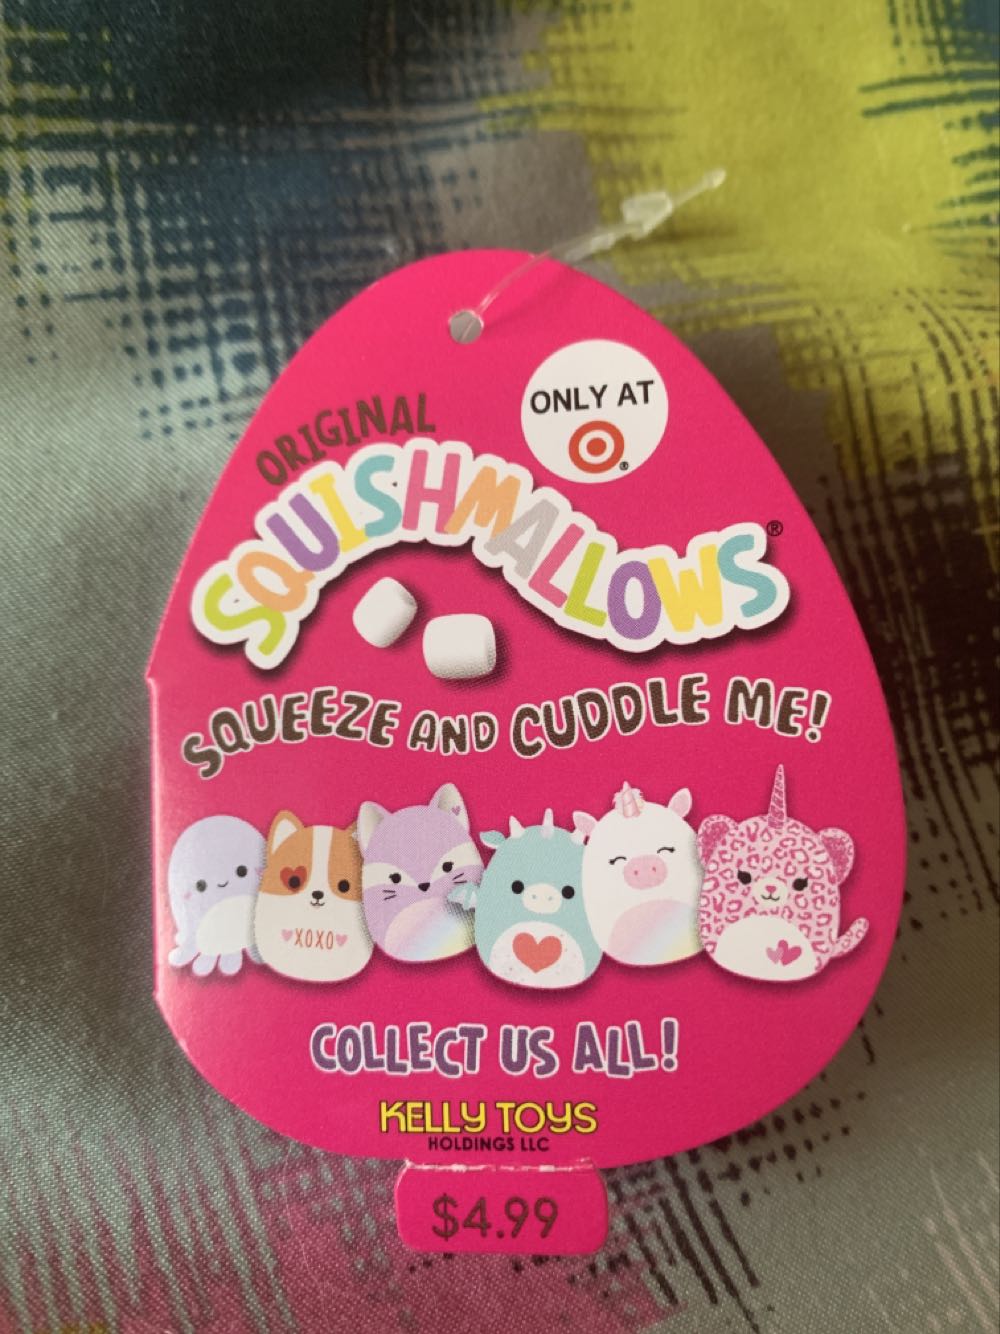 ONLY AT
ORIGINAL
SQUISHMALLOWS®
SQUEEZE AND CUDDLE ME!
XOXO
COLLECT US ALL!
KELLY TOYS
HOLDINGS LLC
$4.99